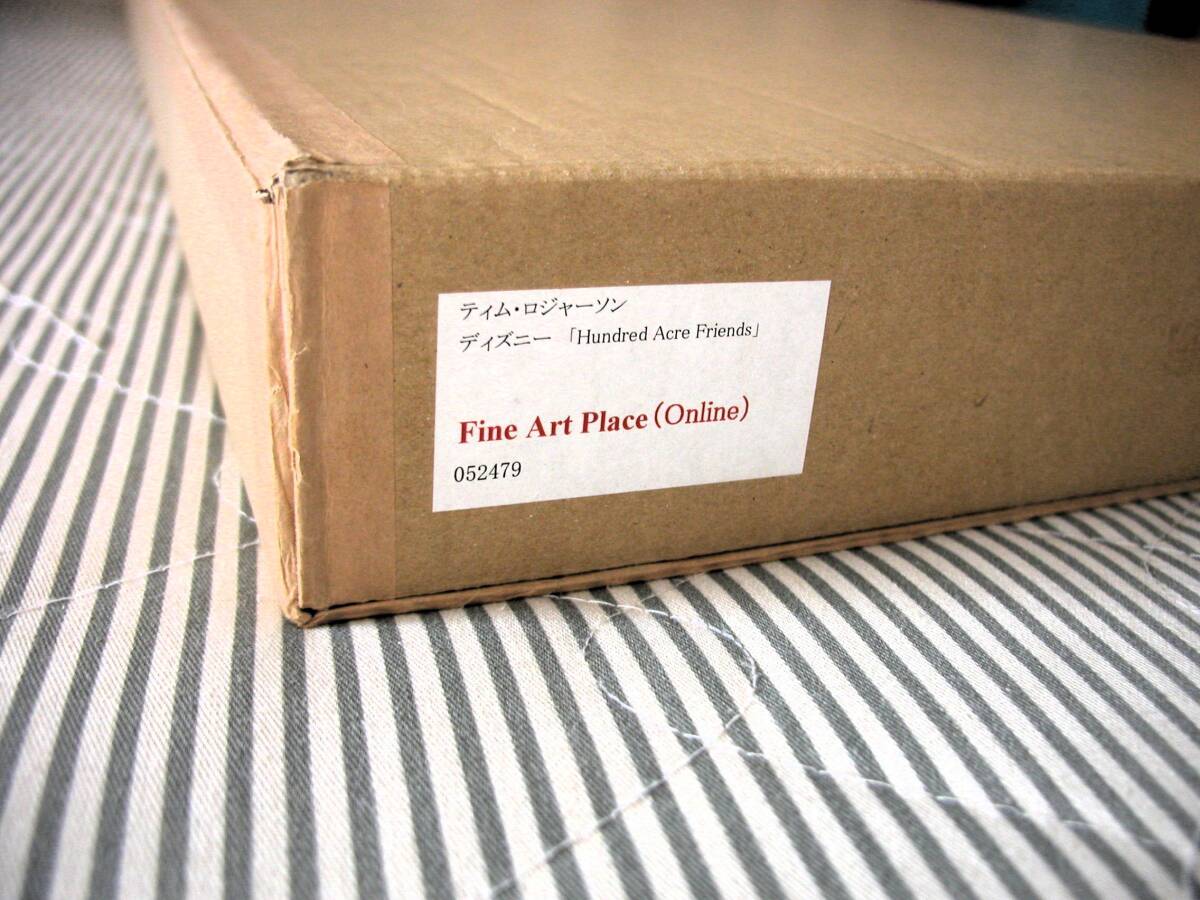 ティム・ロジャーソン
ディズニー 「Hundred Acre Friends」
Fine Art Place(Online)
052479